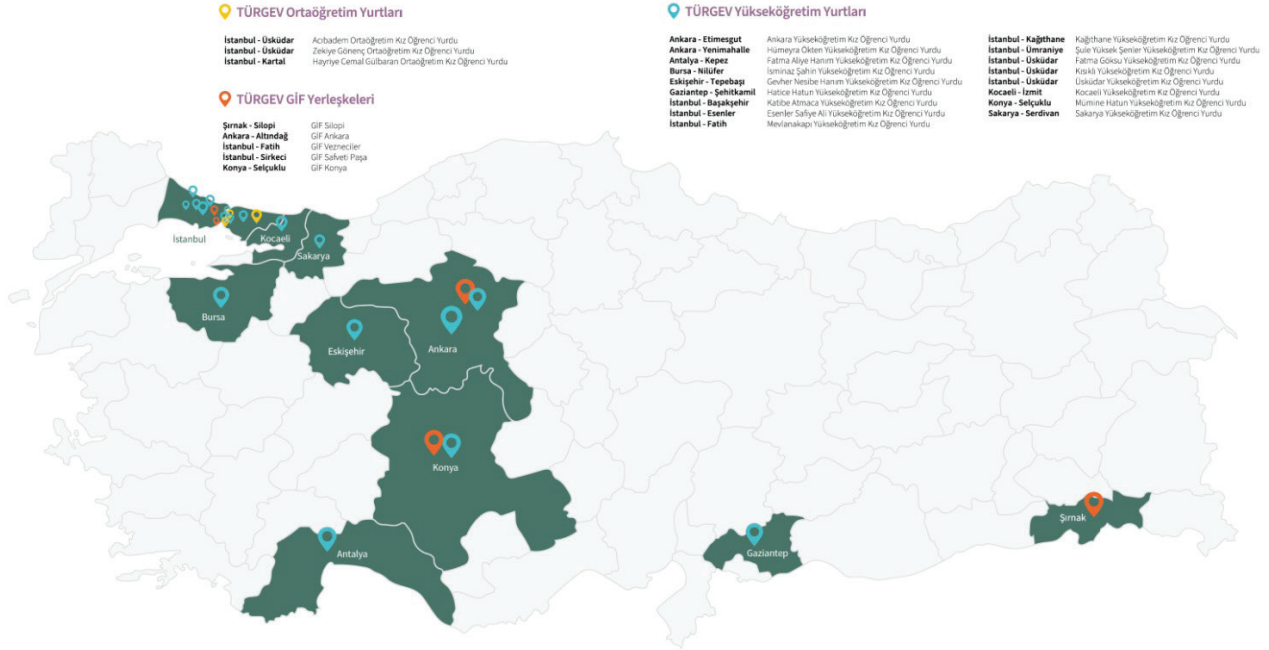 TÜRGEV Ortaöğretim Yurtları
İstanbul - Üsküdar Acıbadem Ortaöğretim Kız Öğrenci Yurdu
İstanbul - Üsküdar Zekiye Gönenç Ortaöğretim Kız Öğrenci Yurdu
İstanbul - Kartal Hayriye Cemal Gülbaran Ortaöğretim Kız Öğrenci Yurdu
TÜRGEV GİF Yerleşkeleri
Şırnak - Silopi GİF Silopi
Ankara - Altındağ GİF Ankara
İstanbul - Fatih GİF Vezneciler
İstanbul - Sirkeci GİF Safveti Paşa
Konya - Selçuklu GİF Konya
TÜRGEV Yükseköğretim Yurtları
Ankara - Etimesgut Ankara Yükseköğretim Kız Öğrenci Yurdu
Ankara - Yenimahalle Hümeyra Ökten Yükseköğretim Kız Öğrenci Yurdu
Antalya - Kepez Fatma Aliye Hanım Yükseköğretim Kız Öğrenci Yurdu
Bursa - Nilüfer İsminaz Şahin Yükseköğretim Kız Öğrenci Yurdu
Eskişehir - Tepebaşı Gevher Nesibe Hanım Yükseköğretim Kız Öğrenci Yurdu
Gaziantep - Şehitkamil Hatice Hatun Yükseköğretim Kız Öğrenci Yurdu
İstanbul - Başakşehir Katibe Atmaca Yükseköğretim Kız Öğrenci Yurdu
İstanbul - Esenler Esenler Safiye Ali Yükseköğretim Kız Öğrenci Yurdu
İstanbul - Fatih Mevlanakapı Yükseköğretim Kız Öğrenci Yurdu
İstanbul - Kağıthane Kağıthane Yükseköğretim Kız Öğrenci Yurdu
İstanbul - Ümraniye Şule Yüksek Şenler Yükseköğretim Kız Öğrenci Yurdu
İstanbul - Üsküdar Fatma Göksu Yükseköğretim Kız Öğrenci Yurdu
İstanbul - Üsküdar Kısıklı Yükseköğretim Kız Öğrenci Yurdu
İstanbul - Üsküdar Üsküdar Yükseköğretim Kız Öğrenci Yurdu
Kocaeli - İzmit Kocaeli Yükseköğretim Kız Öğrenci Yurdu
Konya - Selçuklu Mümine Hatun Yükseköğretim Kız Öğrenci Yurdu
Sakarya - Serdivan Sakarya Yükseköğretim Kız Öğrenci Yurdu
İstanbul
Kocaeli
Sakarya
Bursa
Eskişehir
Ankara
Konya
Antalya
Gaziantep
Şırnak